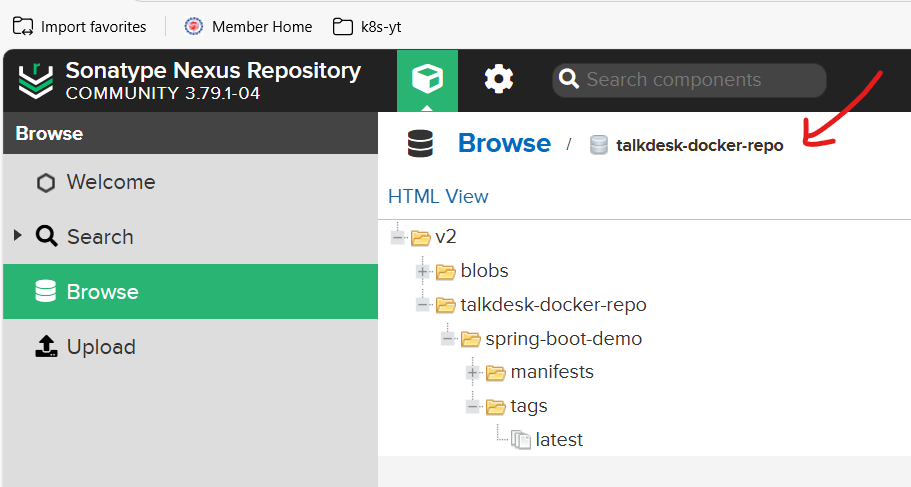 Import favorites
Member Home
k8s-yt
Sonatype Nexus Repository
COMMUNITY 3.79.1-04
Search components
Browse
Browse / talkdesk-docker-repo
Welcome
HTML View
Search
v2
blobs
Browse
talkdesk-docker-repo
spring-boot-demo
Upload
manifests
tags
latest